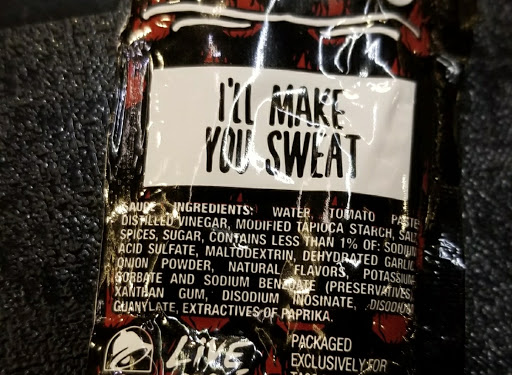 I'LL MAKE
YOU SWEAT
SAUCE INGREDIENTS: WATER, TOMATO PASTE,
DISTILLED VINEGAR, MODIFIED TAPIOCA STARCH, SALT,
SPICES, SUGAR, CONTAINS LESS THAN 1% OF: SODIUM
ACID SULFATE, MALTODEXTRIN, DEHYDRATED GARLIC,
ONION POWDER, NATURAL FLAVORS, POTASSIUM
SORBATE AND SODIUM BENZOATE (PRESERVATIVES),
XANTHAN GUM, DISODIUM INOSINATE, DISODIUM
GUANYLATE, EXTRACTIVES OF PAPRIKA.
LIVE
PACKAGED
EXCLUSIVELY FOR